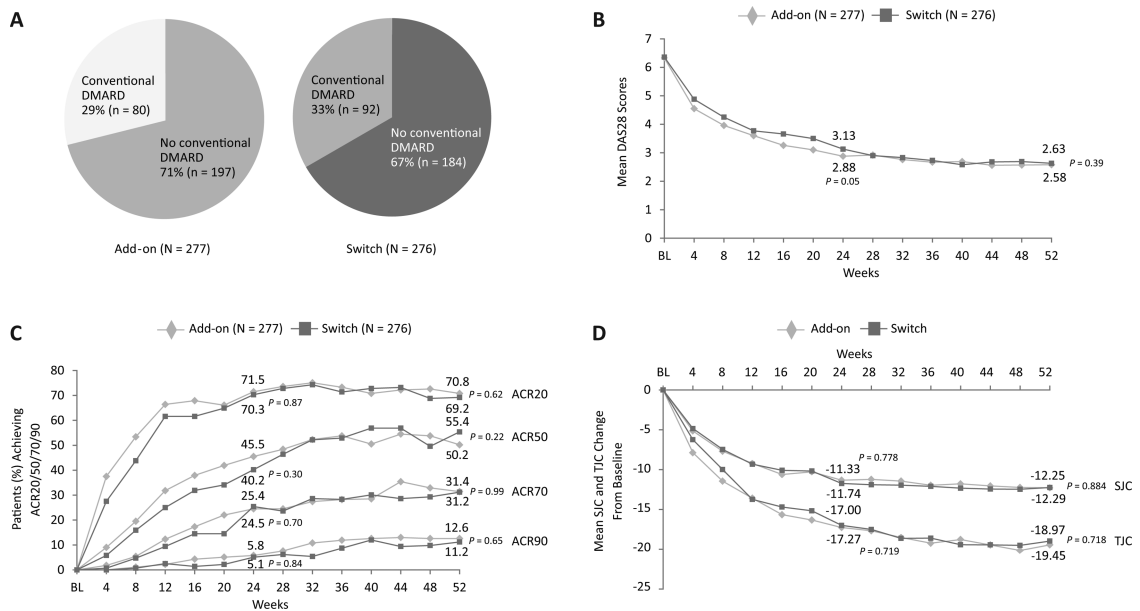 A
Conventional
DMARD
29% (n = 80)
No conventional
DMARD
71% (n = 197)
Add-on (N = 277)
Conventional
DMARD
33% (n = 92)
No conventional
DMARD
67% (n = 184)
Switch (N = 276)
B
Add-on (N = 277) Switch (N = 276)
Mean DAS28 Scores
7
6
5
4
3
2
1
0
3.13
2.88
P = 0.05
2.63
P = 0.39
2.58
BL 4 8 12 16 20 24 28 32 36 40 44 48 52
Weeks
C
Add-on (N = 277) Switch (N = 276)
Patients (%) Achieving
ACR20/50/70/90
80
70
60
50
40
30
20
10
0
71.5
P = 0.87
70.3
70.8
P = 0.62 ACR20
69.2
45.5
P = 0.30
40.2
55.4
P = 0.22 ACR50
50.2
25.4
24.5 P = 0.70
31.4
P = 0.99 ACR70
31.2
5.8
5.1 P = 0.84
12.6
P = 0.65 ACR90
11.2
BL 4 8 12 16 20 24 28 32 36 40 44 48 52
Weeks
D
Add-on Switch
Weeks
BL 4 8 12 16 20 24 28 32 36 40 44 48 52
Mean SJC and TJC Change
From Baseline
0
-5
-10
-15
-20
-25
P = 0.778
-11.33
-11.74
-12.25
P = 0.884 SJC
-12.29
-17.00
-17.27
P = 0.719
-18.97
P = 0.718 TJC
-19.45